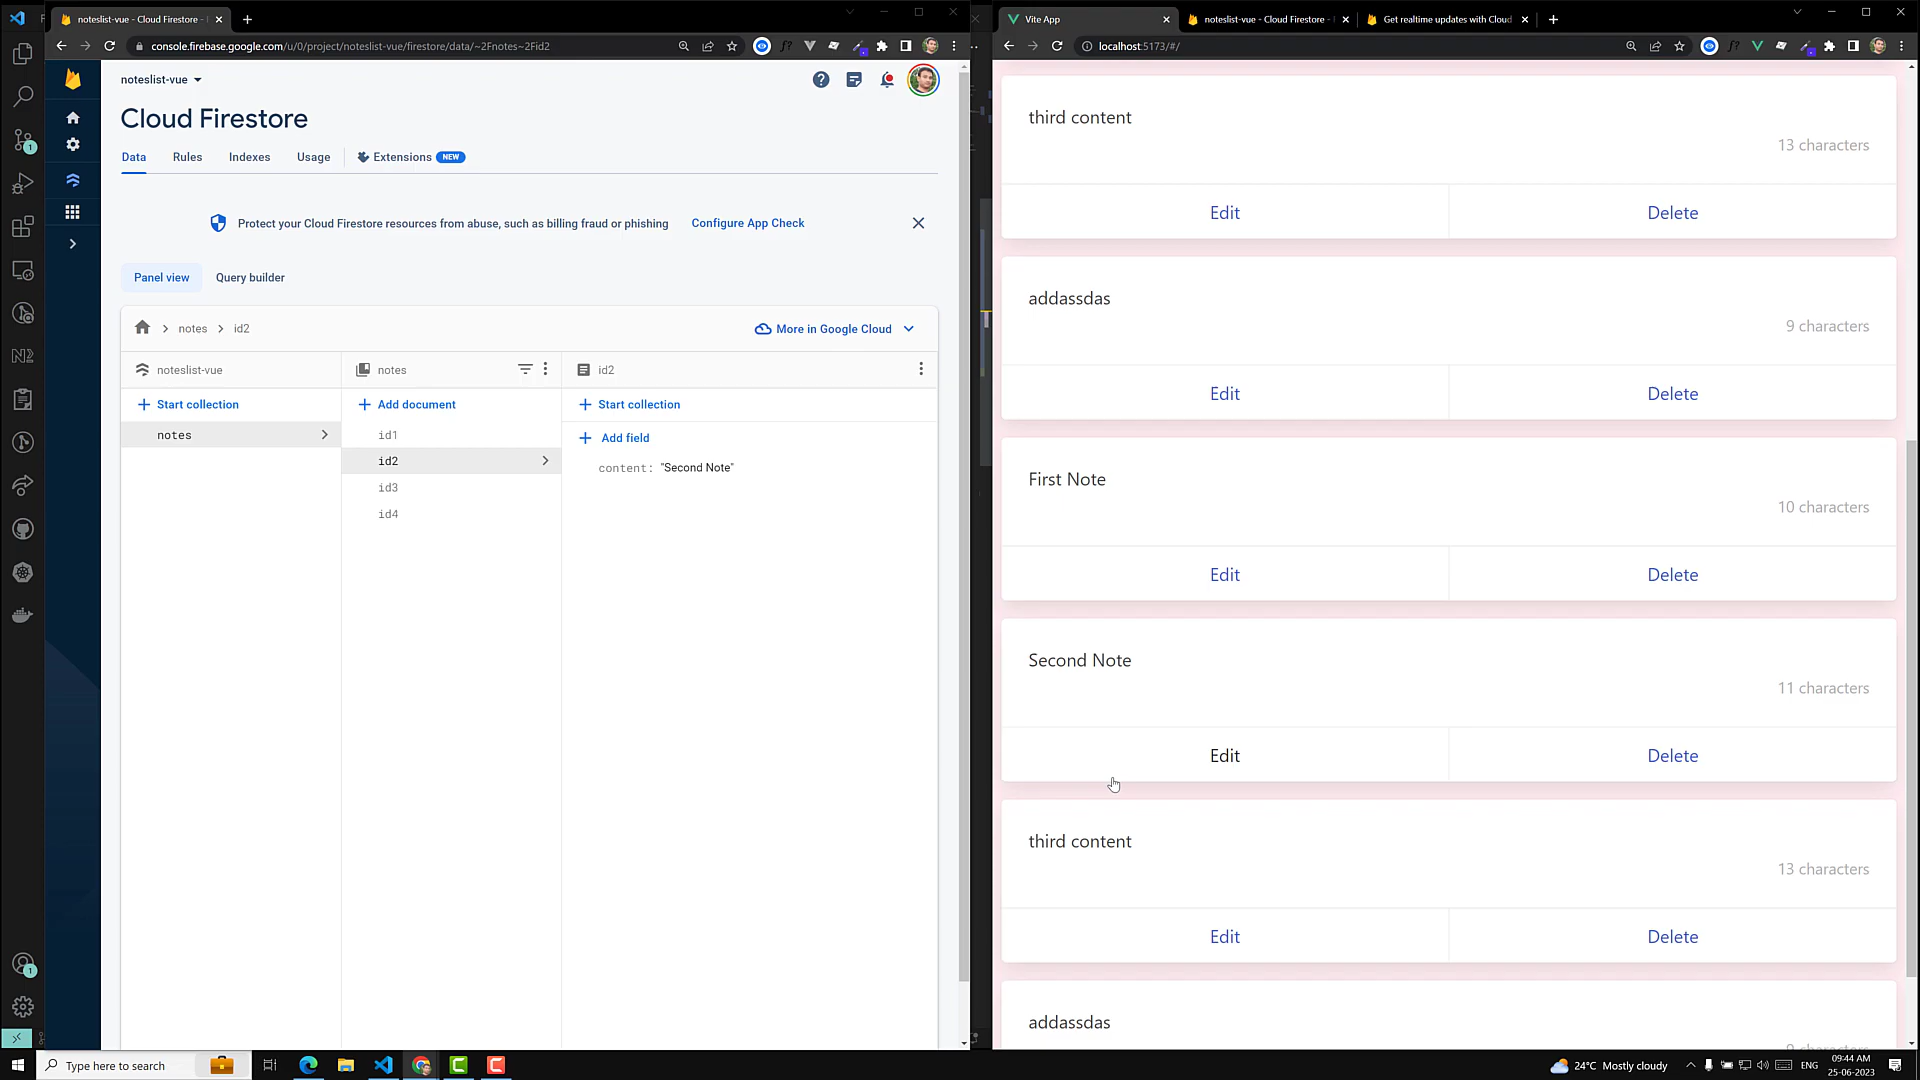 noteslist-vue - Cloud Firestore -
console.firebase.google.com/u/0/project/noteslist-vue/firestore/data/~2Fnotes~2Fid2
noteslist-vue
Cloud Firestore
Data Rules Indexes Usage Extensions NEW
Protect your Cloud Firestore resources from abuse, such as billing fraud or phishing Configure App Check
Panel view Query builder
notes id2 More in Google Cloud
noteslist-vue notes id2
Start collection Add document Start collection
notes id1 Add field
id2 content: "Second Note"
id3
id4
Vite App noteslist-vue - Cloud Firestore - Get realtime updates with Cloud
localhost:5173/#/
third content
13 characters
Edit Delete
addassdas
9 characters
Edit Delete
First Note
10 characters
Edit Delete
Second Note
11 characters
Edit Delete
third content
13 characters
Edit Delete
addassdas
9 characters
1
1
Type here to search
24°C Mostly cloudy ENG 09:44 AM
25-06-2023